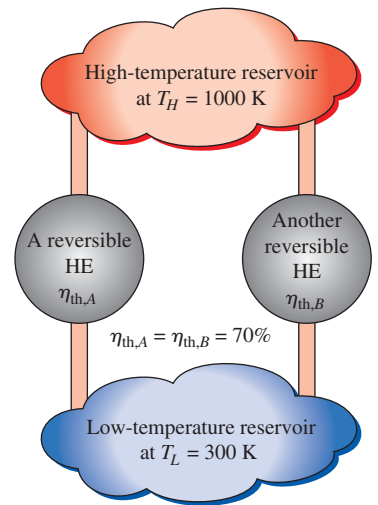 High-temperature reservoir
at T_H = 1000 K
A reversible
HE
η_th,A
Another
reversible
HE
η_th,B
η_th,A = η_th,B = 70%
Low-temperature reservoir
at T_L = 300 K